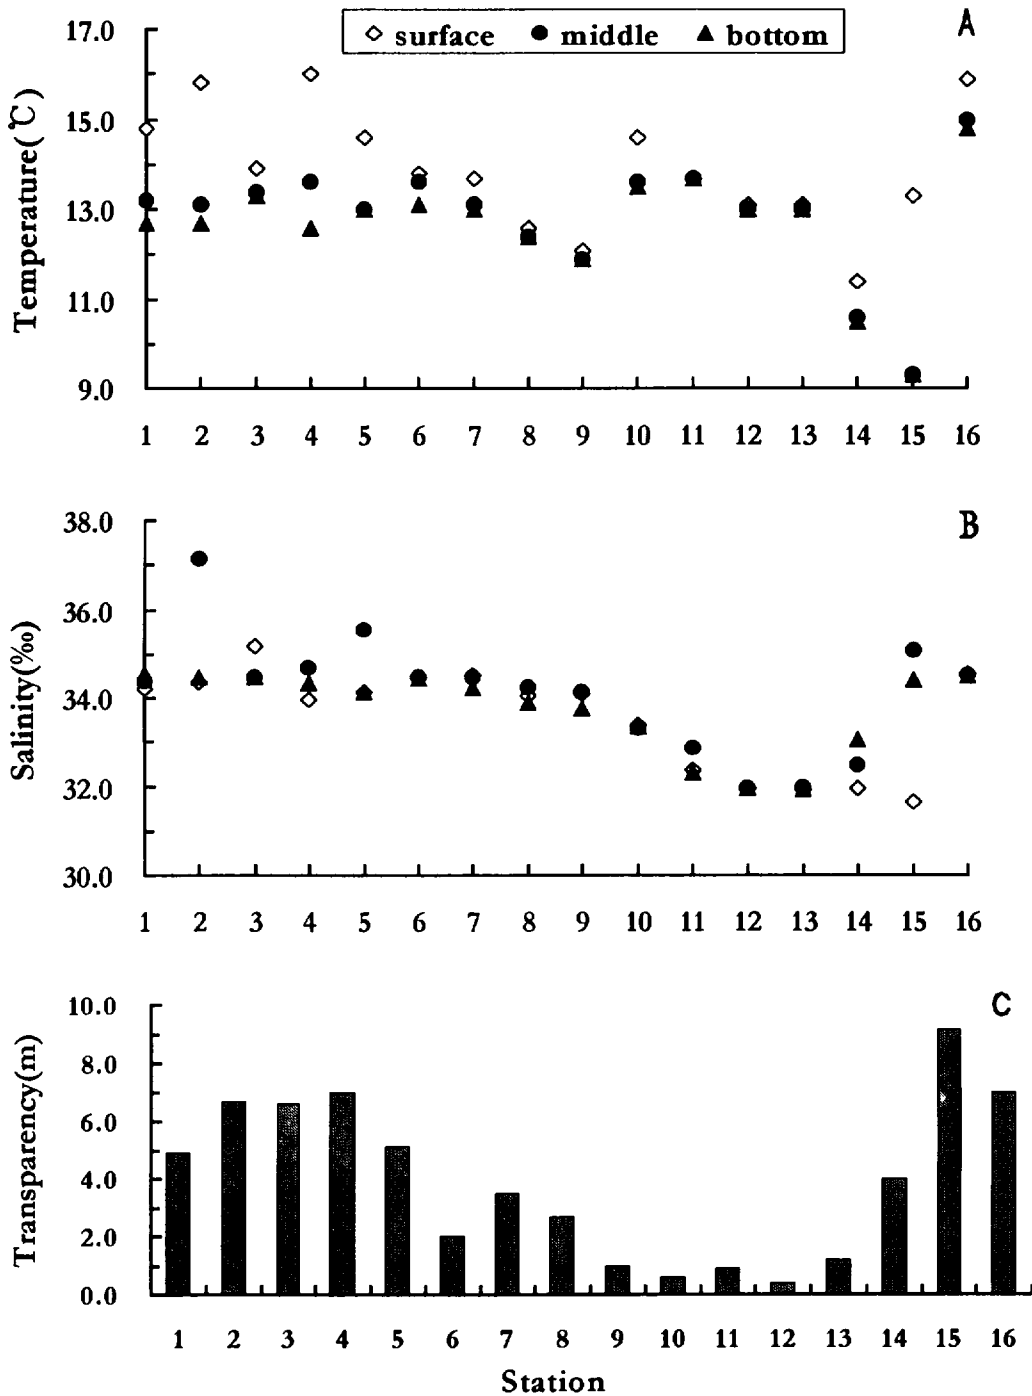 ◇ surface ● middle ▲ bottom
A
Temperature(℃)
17.0
15.0
13.0
11.0
9.0
1 2 3 4 5 6 7 8 9 10 11 12 13 14 15 16
B
Salinity(‰)
38.0
36.0
34.0
32.0
30.0
1 2 3 4 5 6 7 8 9 10 11 12 13 14 15 16
C
Transparency(m)
10.0
8.0
6.0
4.0
2.0
0.0
1 2 3 4 5 6 7 8 9 10 11 12 13 14 15 16
Station